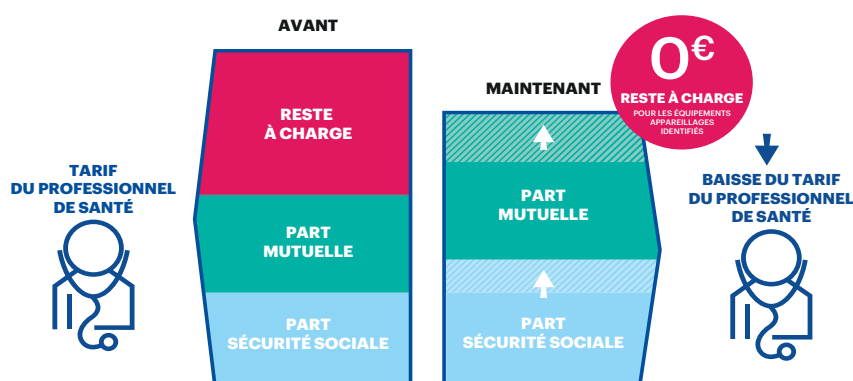 AVANT
RESTE
À CHARGE
PART
MUTUELLE
PART
SÉCURITÉ SOCIALE
TARIF
DU PROFESSIONNEL
DE SANTÉ
MAINTENANT
0€
RESTE À CHARGE
POUR LES ÉQUIPEMENTS
APPAREILLAGES
IDENTIFIÉS
PART
MUTUELLE
PART
SÉCURITÉ SOCIALE
BAISSE DU TARIF
DU PROFESSIONNEL
DE SANTÉ